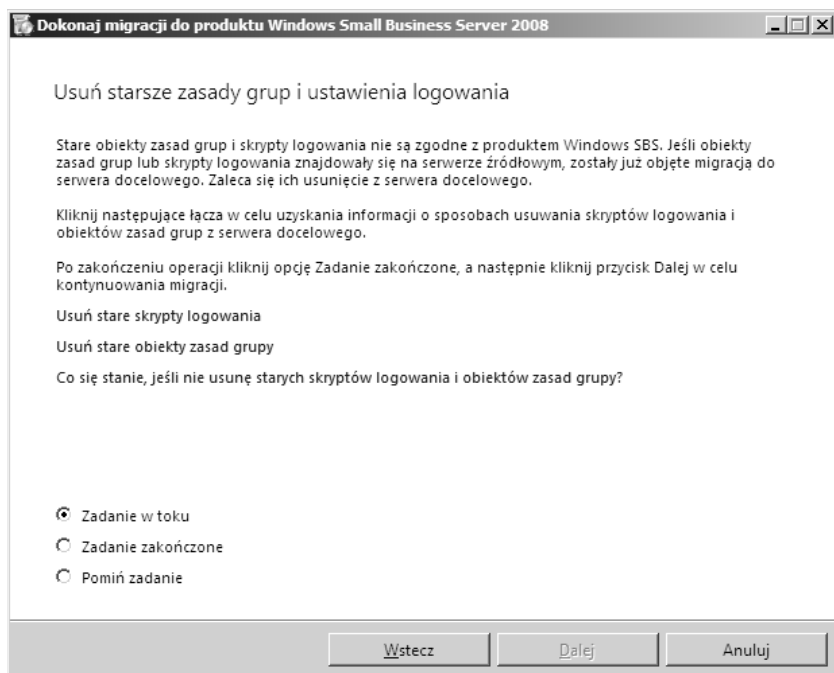 Dokonaj migracji do produktu Windows Small Business Server 2008
Usuń starsze zasady grup i ustawienia logowania
Stare obiekty zasad grup i skrypty logowania nie są zgodne z produktem Windows SBS. Jeśli obiekty
zasad grup lub skrypty logowania znajdowały się na serwerze źródłowym, zostały już objęte migracją do
serwera docelowego. Zaleca się ich usunięcie z serwera docelowego.
Kliknij następujące łącza w celu uzyskania informacji o sposobach usuwania skryptów logowania i
obiektów zasad grup z serwera docelowego.
Po zakończeniu operacji kliknij opcję Zadanie zakończone, a następnie kliknij przycisk Dalej w celu
kontynuowania migracji.
Usuń stare skrypty logowania
Usuń stare obiekty zasad grupy
Co się stanie, jeśli nie usunę starych skryptów logowania i obiektów zasad grupy?
Zadanie w toku
Zadanie zakończone
Pomiń zadanie
Wstecz
Dalej
Anuluj